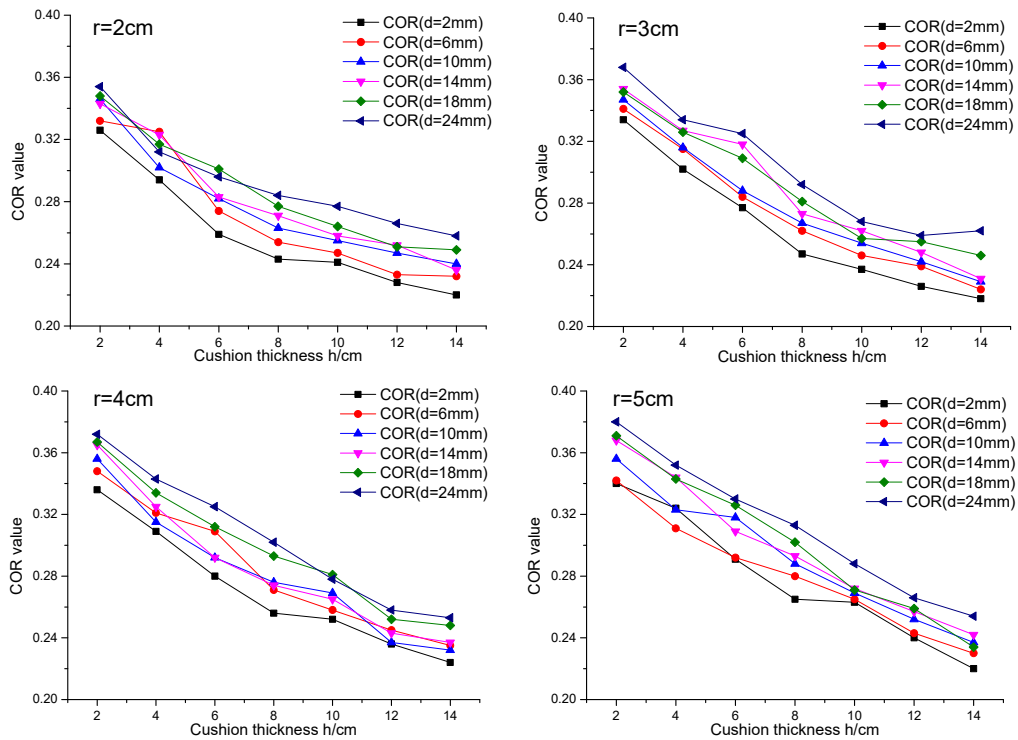 r=2cm
COR(d=2mm)
COR(d=6mm)
COR(d=10mm)
COR(d=14mm)
COR(d=18mm)
COR(d=24mm)
0.40
0.36
0.32
0.28
0.24
0.20
COR value
2 4 6 8 10 12 14
Cushion thickness h/cm
r=3cm
COR(d=2mm)
COR(d=6mm)
COR(d=10mm)
COR(d=14mm)
COR(d=18mm)
COR(d=24mm)
0.40
0.36
0.32
0.28
0.24
0.20
COR value
2 4 6 8 10 12 14
Cushion thickness h/cm
r=4cm
COR(d=2mm)
COR(d=6mm)
COR(d=10mm)
COR(d=14mm)
COR(d=18mm)
COR(d=24mm)
0.40
0.36
0.32
0.28
0.24
0.20
COR value
2 4 6 8 10 12 14
Cushion thickness h/cm
r=5cm
COR(d=2mm)
COR(d=6mm)
COR(d=10mm)
COR(d=14mm)
COR(d=18mm)
COR(d=24mm)
0.40
0.36
0.32
0.28
0.24
0.20
COR value
2 4 6 8 10 12 14
Cushion thickness h/cm